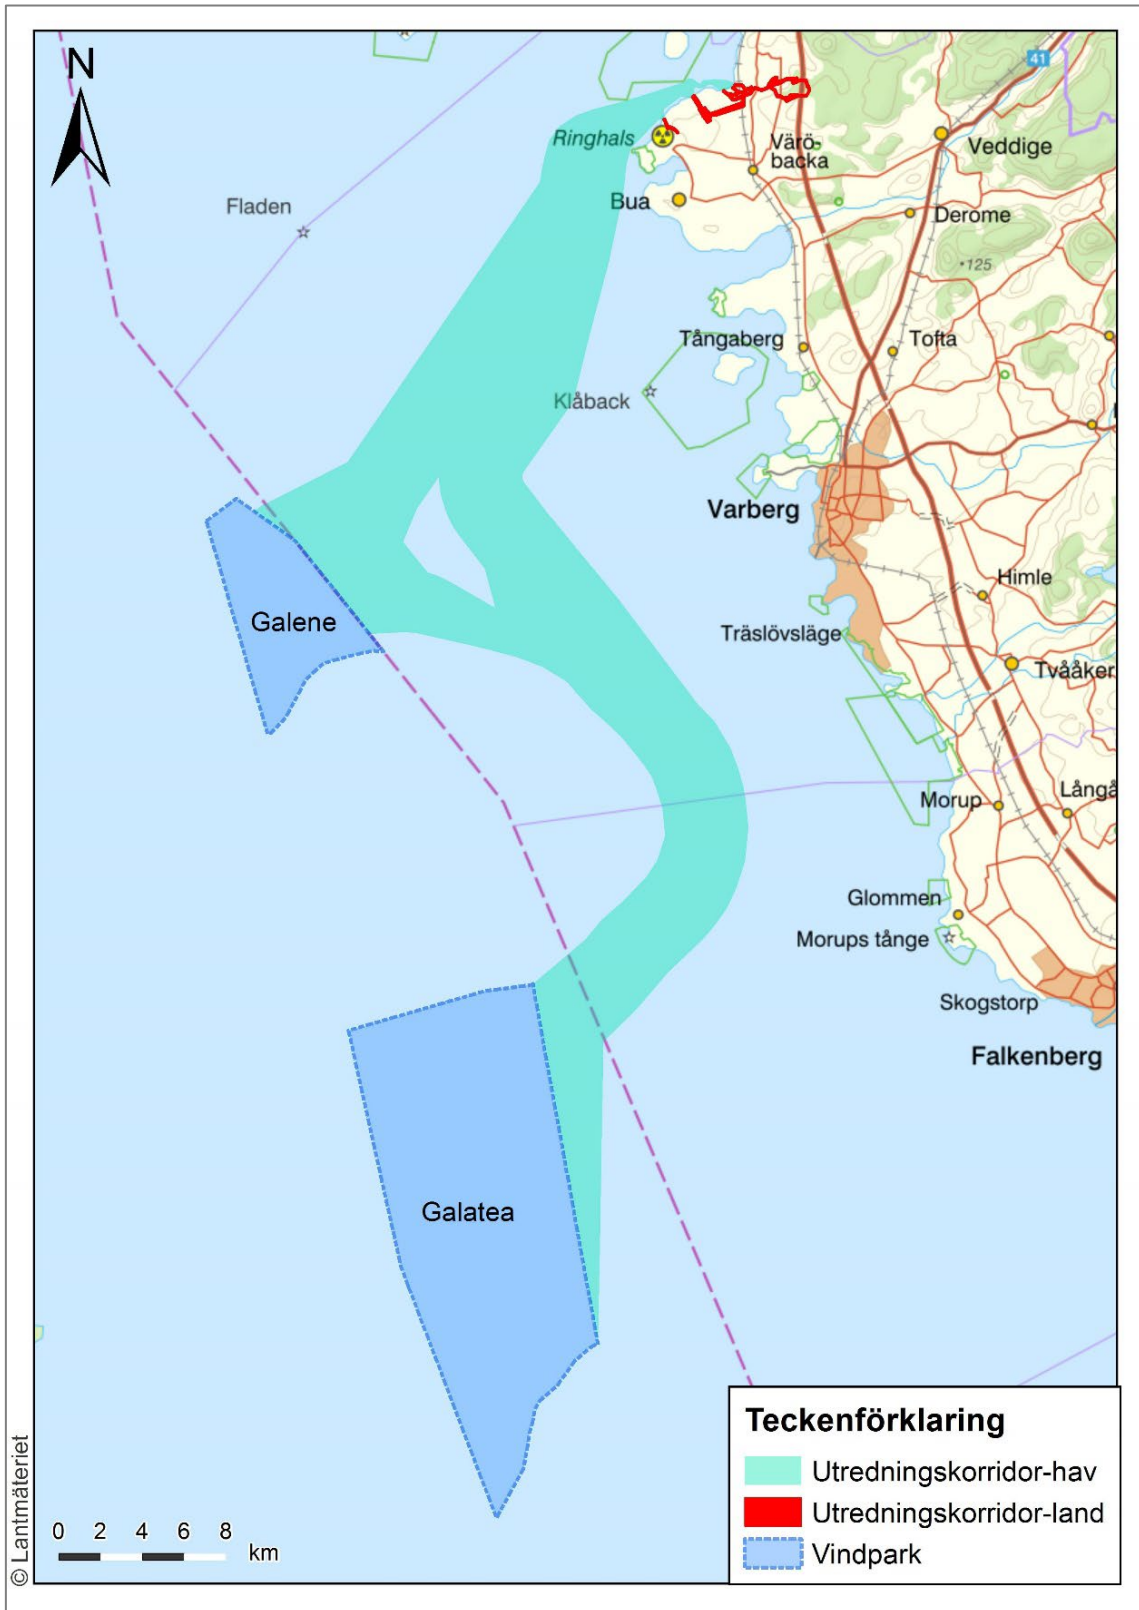 N
41
Ringhals
Värö-
backa
Veddige
Fladen
Bua
Derome
•125
Tångaberg
Tofta
Klåback
Varberg
Himle
Galene
Träslövsläge
Tvååker
Morup
Långå
Glommen
Morups tånge
Skogstorp
Falkenberg
Galatea
Teckenförklaring
Utredningskorridor-hav
Utredningskorridor-land
Vindpark
0 2 4 6 8
km
© Lantmäteriet